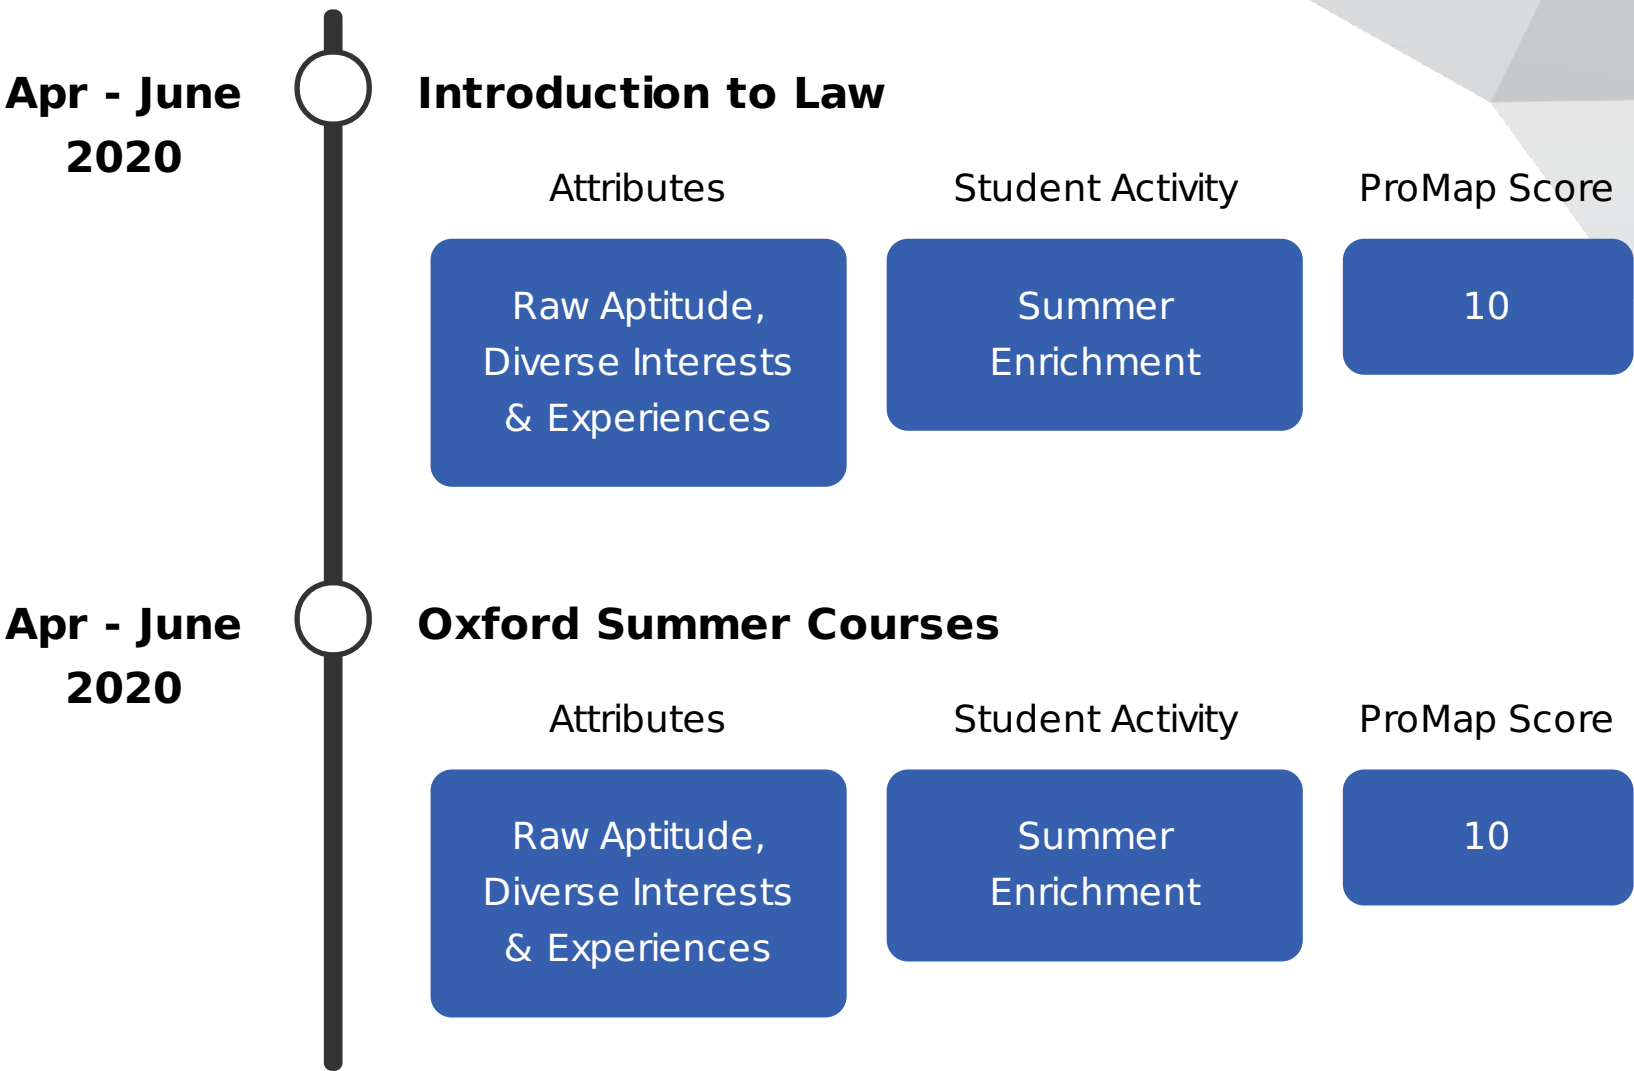 Apr - June
2020
Introduction to Law
Attributes
Student Activity
ProMap Score
Raw Aptitude,
Diverse Interests
& Experiences
Summer
Enrichment
10
Apr - June
2020
Oxford Summer Courses
Attributes
Student Activity
ProMap Score
Raw Aptitude,
Diverse Interests
& Experiences
Summer
Enrichment
10